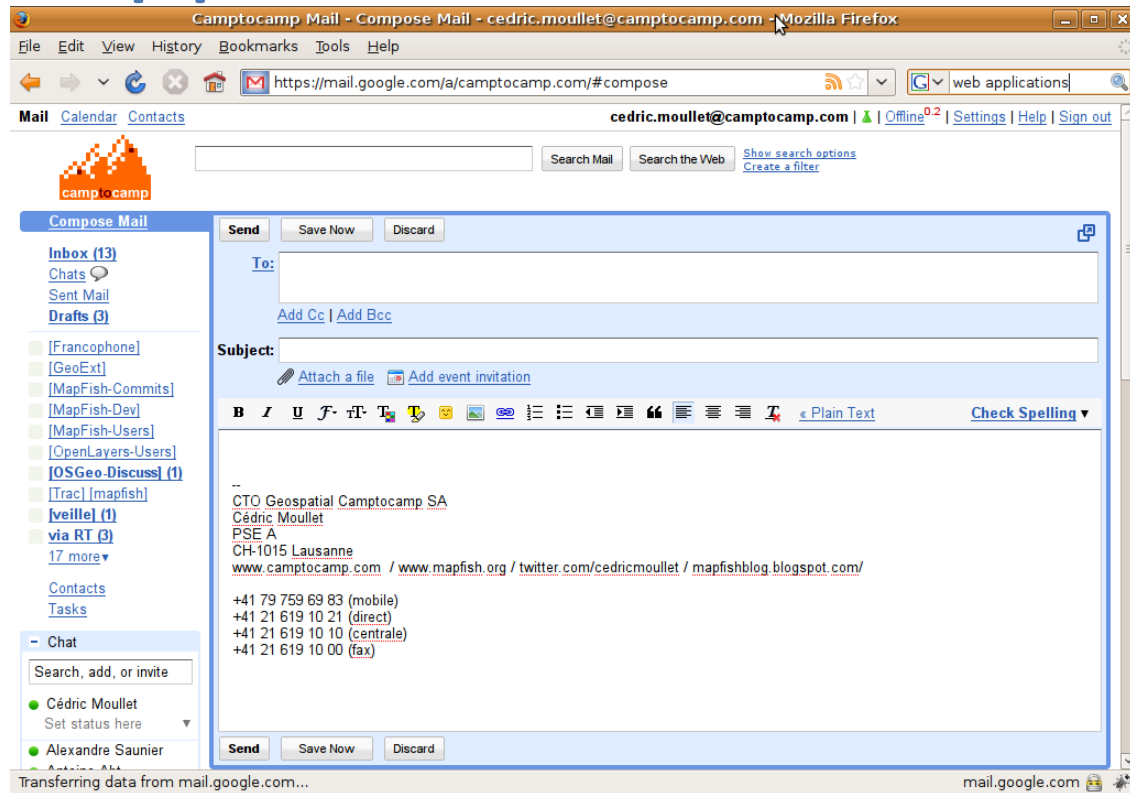 Camptocamp Mail - Compose Mail - cedric.moullet@camptocamp.com - Mozilla Firefox
File Edit View History Bookmarks Tools Help
https://mail.google.com/a/camptocamp.com/#compose web applications
Mail Calendar Contacts cedric.moullet@camptocamp.com | Offline0.2 | Settings | Help | Sign out
camptocamp
Search Mail Search the Web Show search options
Create a filter
Compose Mail
Inbox (13)
Chats
Sent Mail
Drafts (3)
[Francophone]
[GeoExt]
[MapFish-Commits]
[MapFish-Dev]
[MapFish-Users]
[OpenLayers-Users]
[OSGeo-Discuss] (1)
[Trac] [mapfish]
[veille] (1)
via RT (3)
17 more▾
Contacts
Tasks
– Chat
Search, add, or invite
Cédric Moullet
Set status here
Alexandre Saunier
Send Save Now Discard
To:
Add Cc | Add Bcc
Subject:
Attach a file Add event invitation
B I U « Plain Text Check Spelling ▾
--
CTO Geospatial Camptocamp SA
Cédric Moullet
PSE A
CH-1015 Lausanne
www.camptocamp.com / www.mapfish.org / twitter.com/cedricmoullet / mapfishblog.blogspot.com/
+41 79 759 69 83 (mobile)
+41 21 619 10 21 (direct)
+41 21 619 10 10 (centrale)
+41 21 619 10 00 (fax)
Send Save Now Discard
Transferring data from mail.google.com... mail.google.com